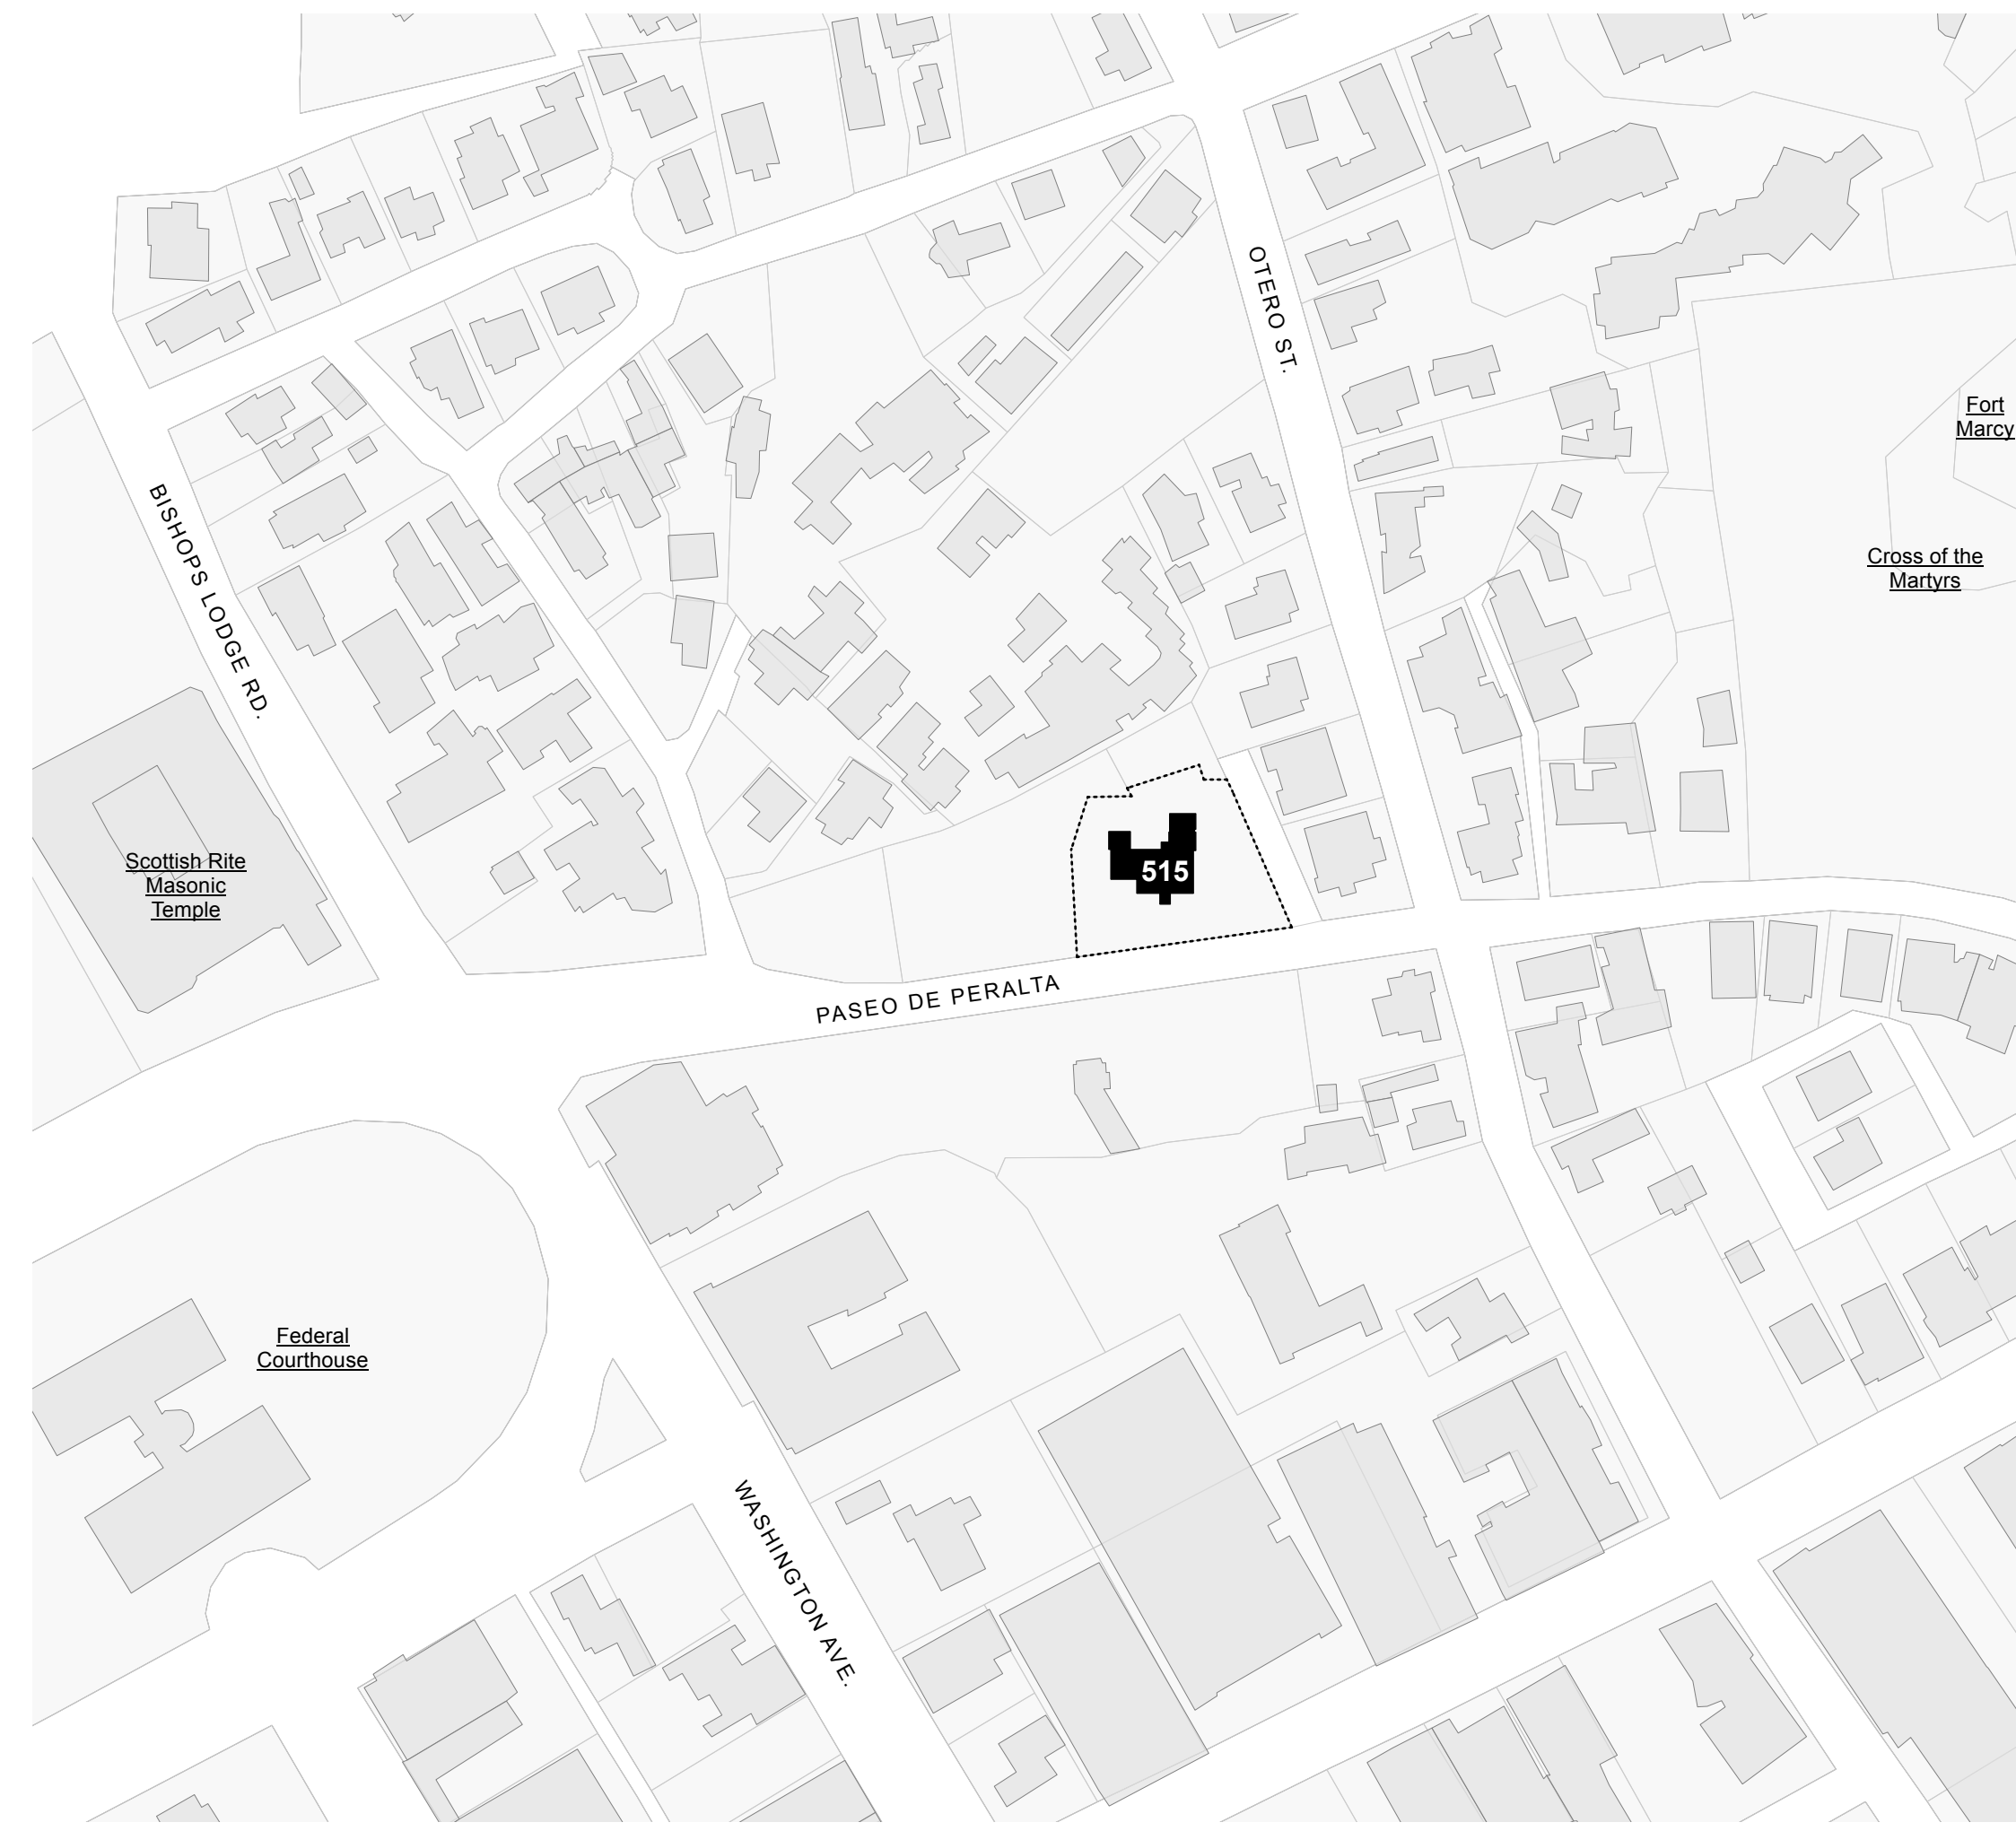 OTERO ST.
Fort
Marcy
BISHOPS LODGE RD.
Cross of the
Martyrs
Scottish Rite
Masonic
Temple
515
PASEO DE PERALTA
Federal
Courthouse
WASHINGTON AVE.